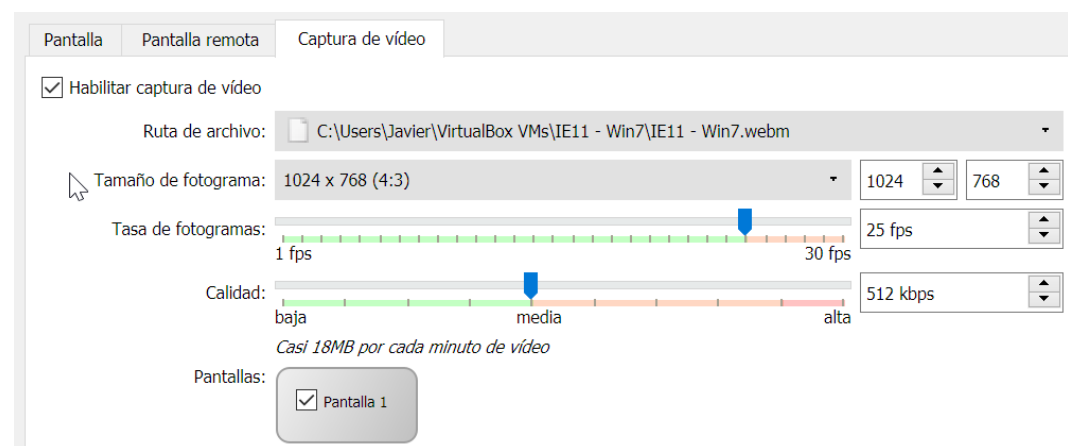 Pantalla Pantalla remota Captura de vídeo
Habilitar captura de vídeo
Ruta de archivo: C:\Users\Javier\VirtualBox VMs\IE11 - Win7\IE11 - Win7.webm
Tamaño de fotograma: 1024 x 768 (4:3) 1024 768
Tasa de fotogramas: 25 fps
1 fps 30 fps
Calidad: 512 kbps
baja media alta
Casi 18MB por cada minuto de vídeo
Pantallas:
Pantalla 1